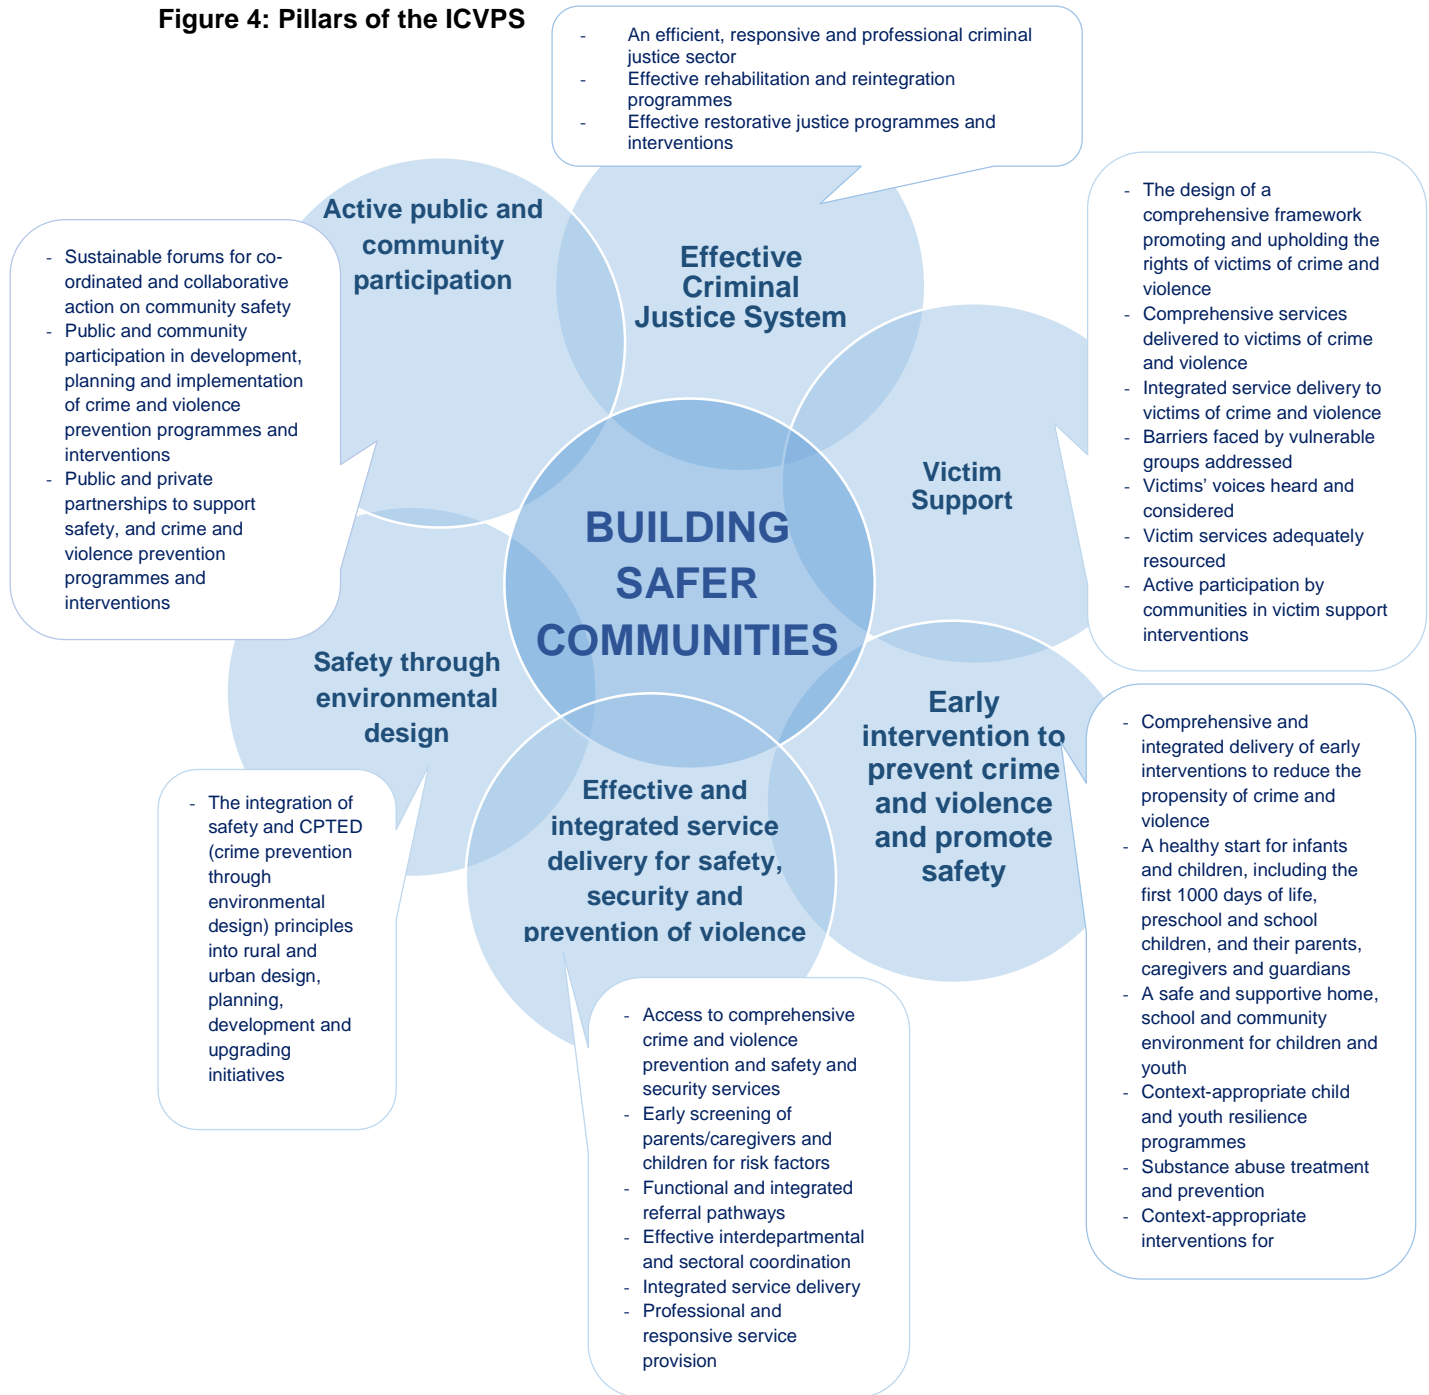 Figure 4: Pillars of the ICVPS
- An efficient, responsive and professional criminal
justice sector
- Effective rehabilitation and reintegration
programmes
- Effective restorative justice programmes and
interventions
Active public and
community
participation
Effective
Criminal
Justice System
- Sustainable forums for co-
ordinated and collaborative
action on community safety
- Public and community
participation in development,
planning and implementation
of crime and violence
prevention programmes and
interventions
- Public and private
partnerships to support
safety, and crime and
violence prevention
programmes and
interventions
- The design of a
comprehensive framework
promoting and upholding the
rights of victims of crime and
violence
- Comprehensive services
delivered to victims of crime
and violence
- Integrated service delivery to
victims of crime and violence
- Barriers faced by vulnerable
groups addressed
- Victims’ voices heard and
considered
- Victim services adequately
resourced
- Active participation by
communities in victim support
interventions
Victim
Support
BUILDING
SAFER
COMMUNITIES
Safety through
environmental
design
Early
intervention to
prevent crime
and violence
and promote
safety
Effective and
integrated service
delivery for safety,
security and
prevention of violence
- The integration of
safety and CPTED
(crime prevention
through
environmental
design) principles
into rural and
urban design,
planning,
development and
upgrading
initiatives
- Access to comprehensive
crime and violence
prevention and safety and
security services
- Early screening of
parents/caregivers and
children for risk factors
- Functional and integrated
referral pathways
- Effective interdepartmental
and sectoral coordination
- Integrated service delivery
- Professional and
responsive service
provision
- Comprehensive and
integrated delivery of early
interventions to reduce the
propensity of crime and
violence
- A healthy start for infants
and children, including the
first 1000 days of life,
preschool and school
children, and their parents,
caregivers and guardians
- A safe and supportive home,
school and community
environment for children and
youth
- Context-appropriate child
and youth resilience
programmes
- Substance abuse treatment
and prevention
- Context-appropriate
interventions for